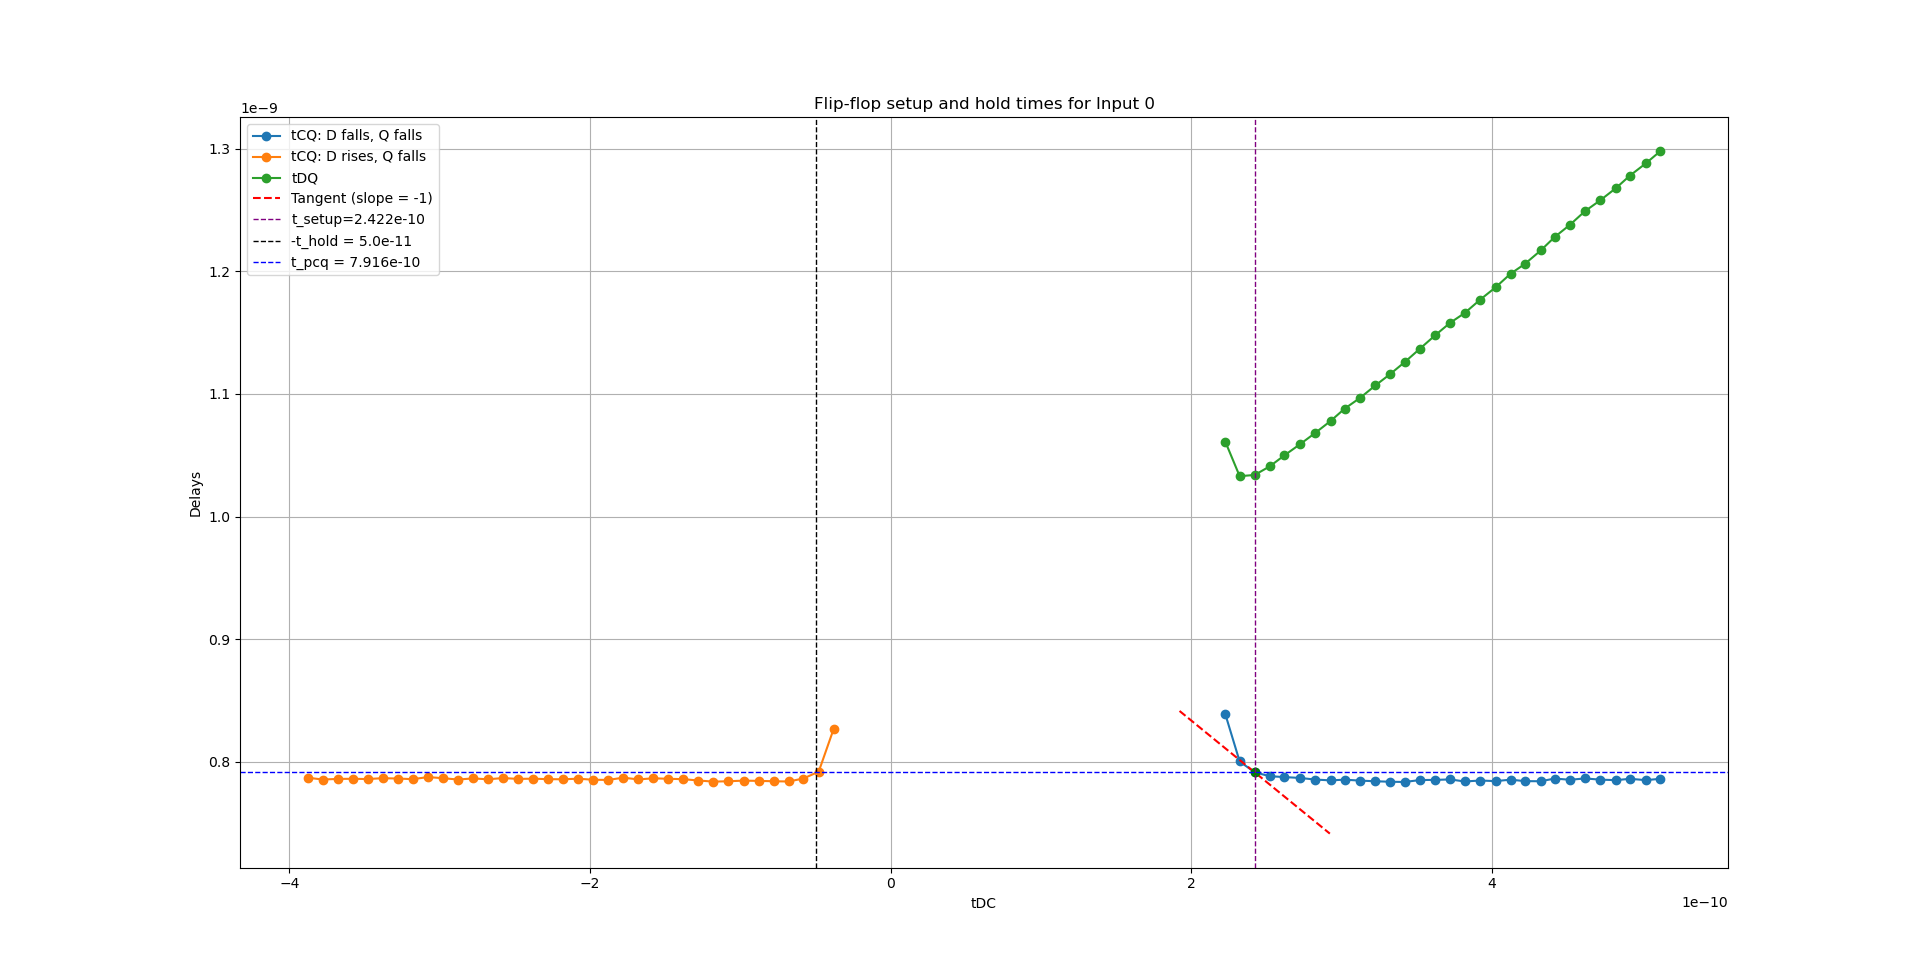 Flip-flop setup and hold times for Input 0
1e−9
tCQ: D falls, Q falls
tCQ: D rises, Q falls
tDQ
Tangent (slope = -1)
t_setup=2.422e-10
-t_hold = 5.0e-11
t_pcq = 7.916e-10
1.3
1.2
1.1
1.0
0.9
0.8
Delays
−4
−2
0
2
4
tDC
1e−10